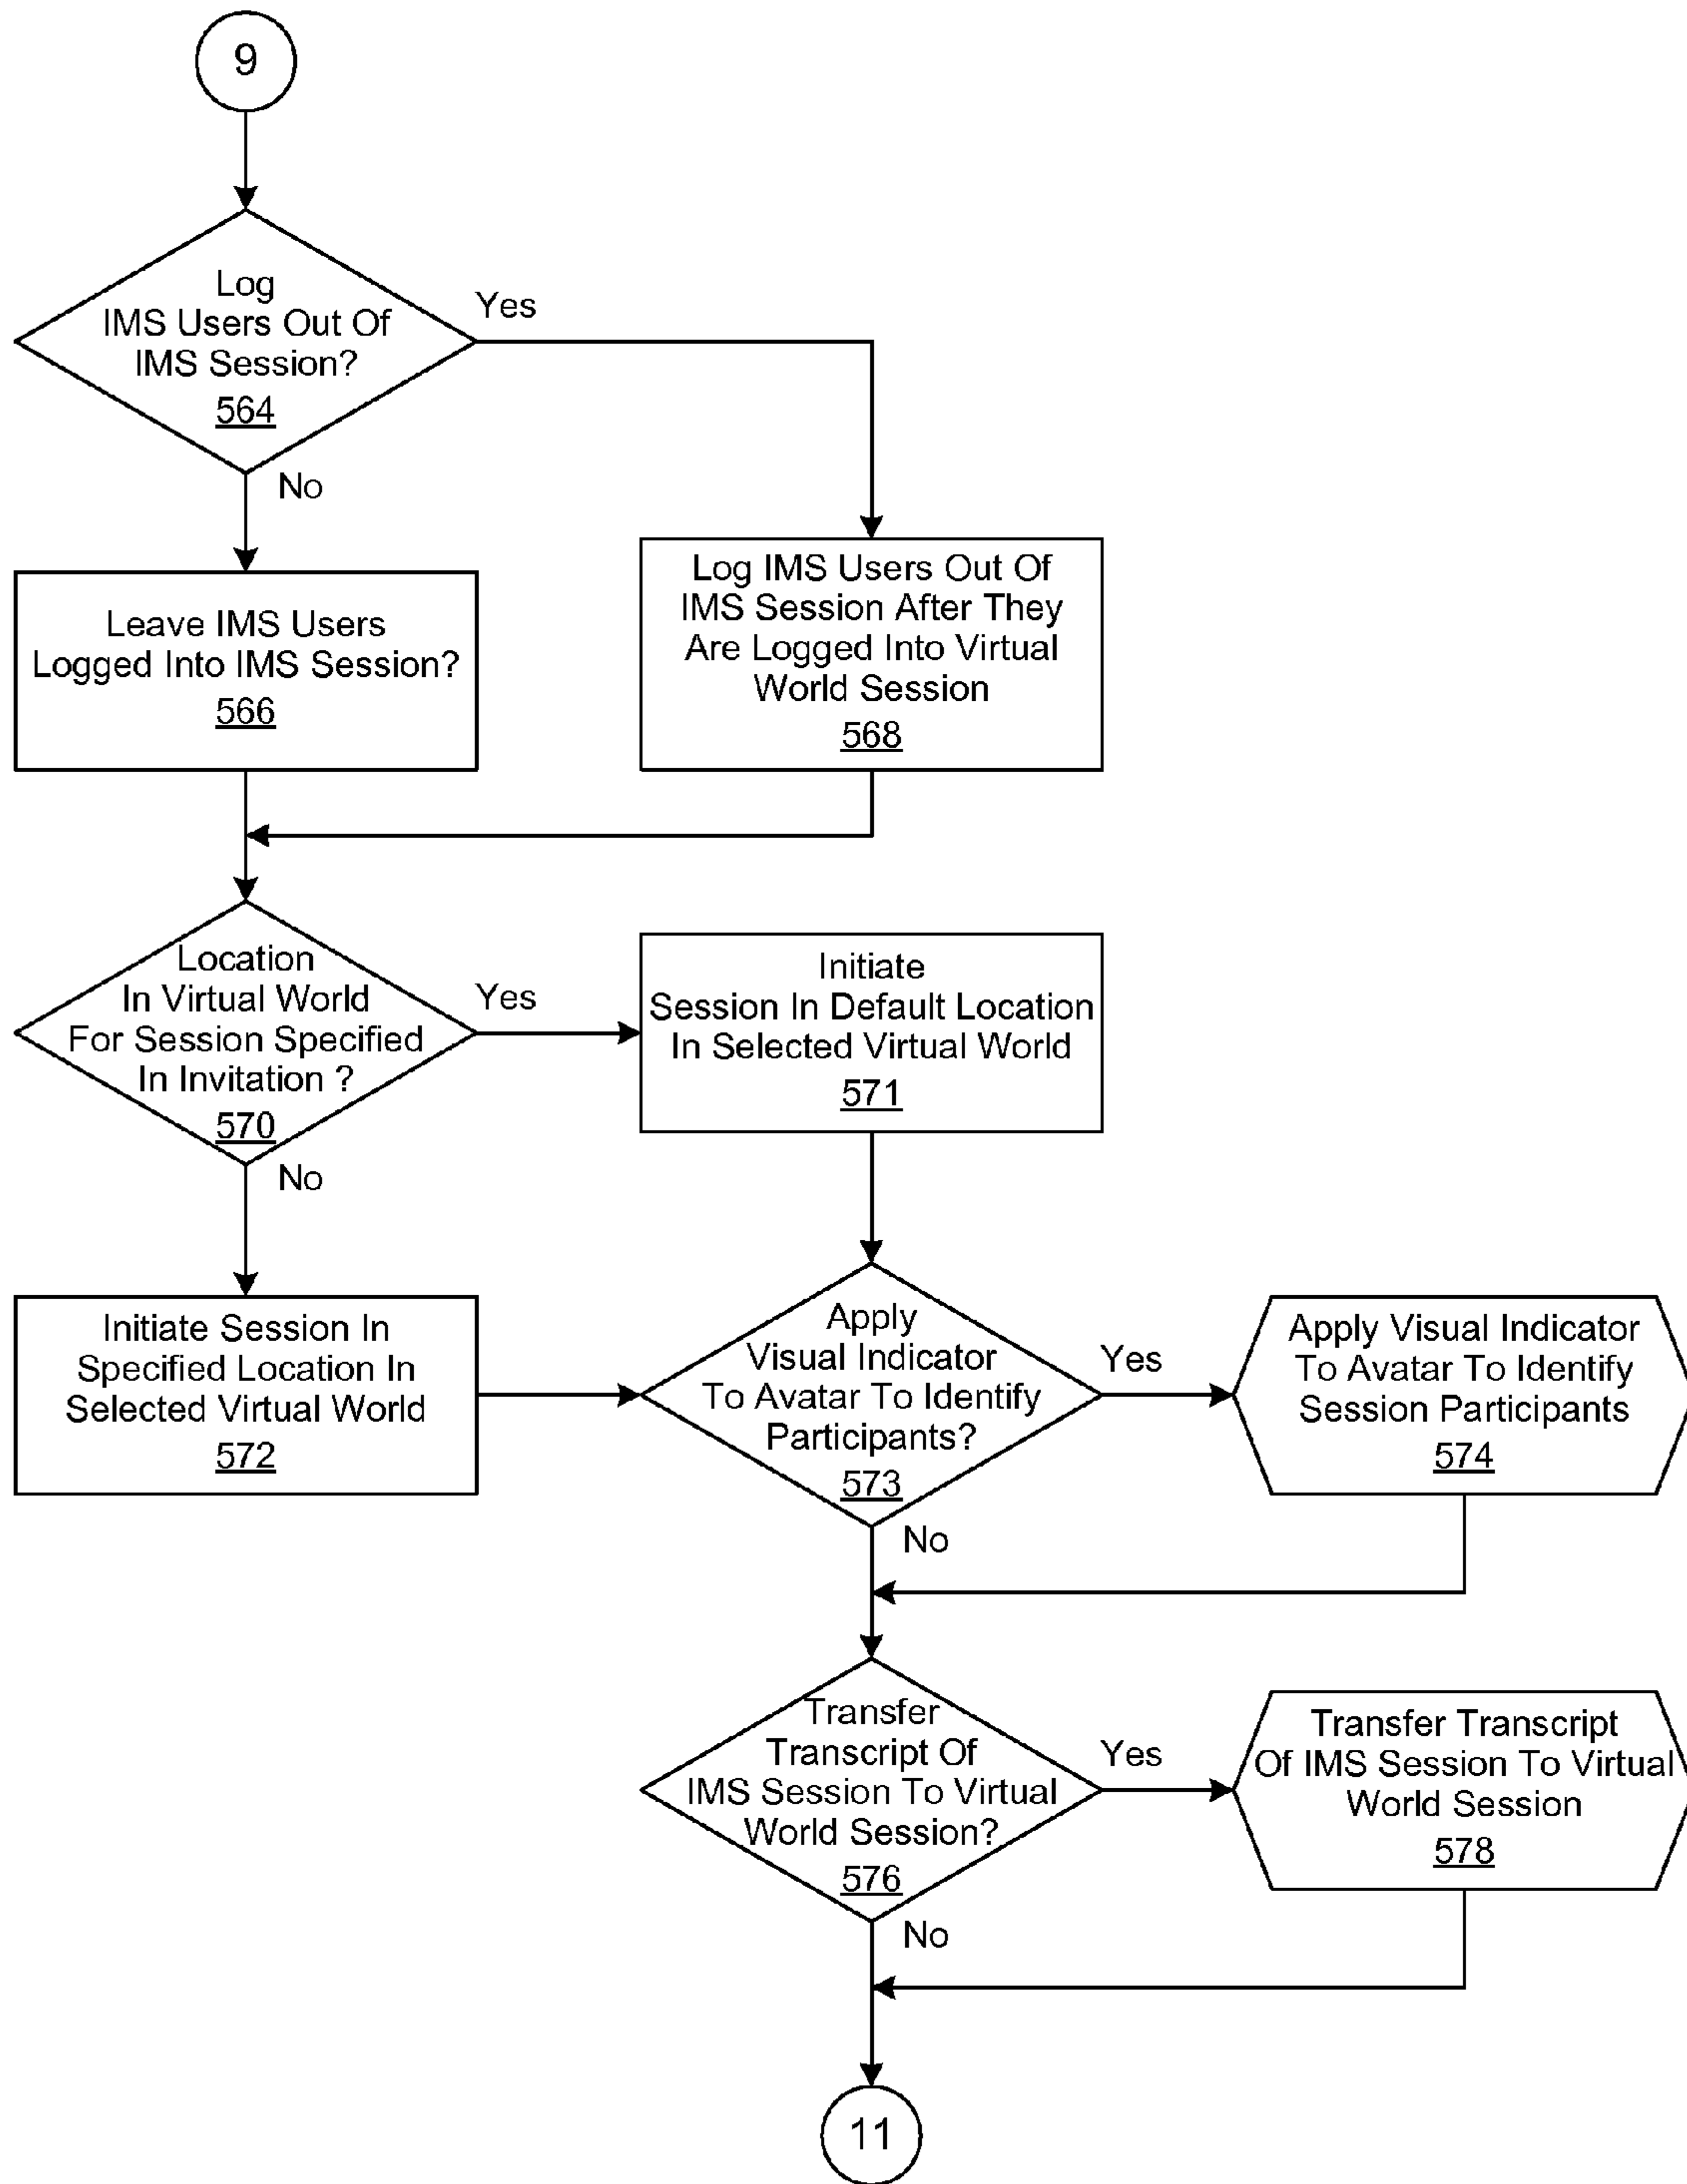 9
Log
IMS Users Out Of
IMS Session?
564
Yes
No
Leave IMS Users
Logged Into IMS Session?
566
Log IMS Users Out Of
IMS Session After They
Are Logged Into Virtual
World Session
568
Location
In Virtual World
For Session Specified
In Invitation ?
570
Yes
No
Initiate
Session In Default Location
In Selected Virtual World
571
Initiate Session In
Specified Location In
Selected Virtual World
572
Apply
Visual Indicator
To Avatar To Identify
Participants?
573
Yes
No
Apply Visual Indicator
To Avatar To Identify
Session Participants
574
Transfer
Transcript Of
IMS Session To Virtual
World Session?
576
Yes
No
Transfer Transcript
Of IMS Session To Virtual
World Session
578
11